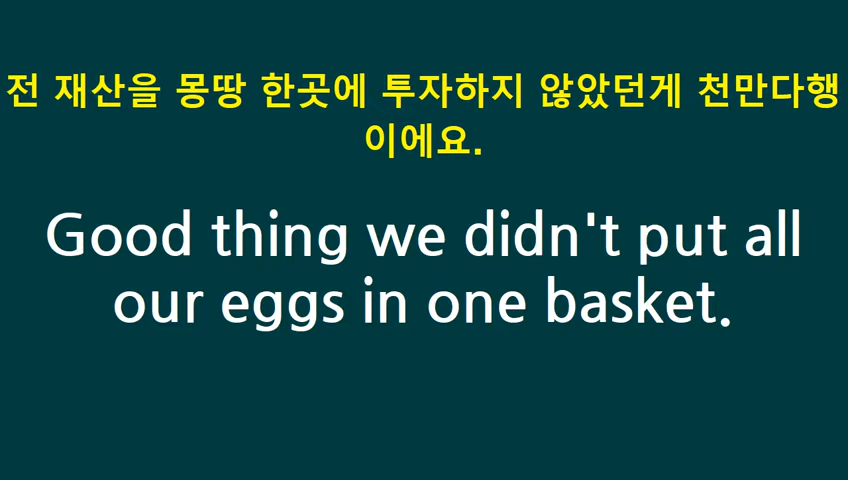 전 재산을 몽땅 한곳에 투자하지 않았던게 천만다행
이에요.
Good thing we didn't put all
our eggs in one basket.